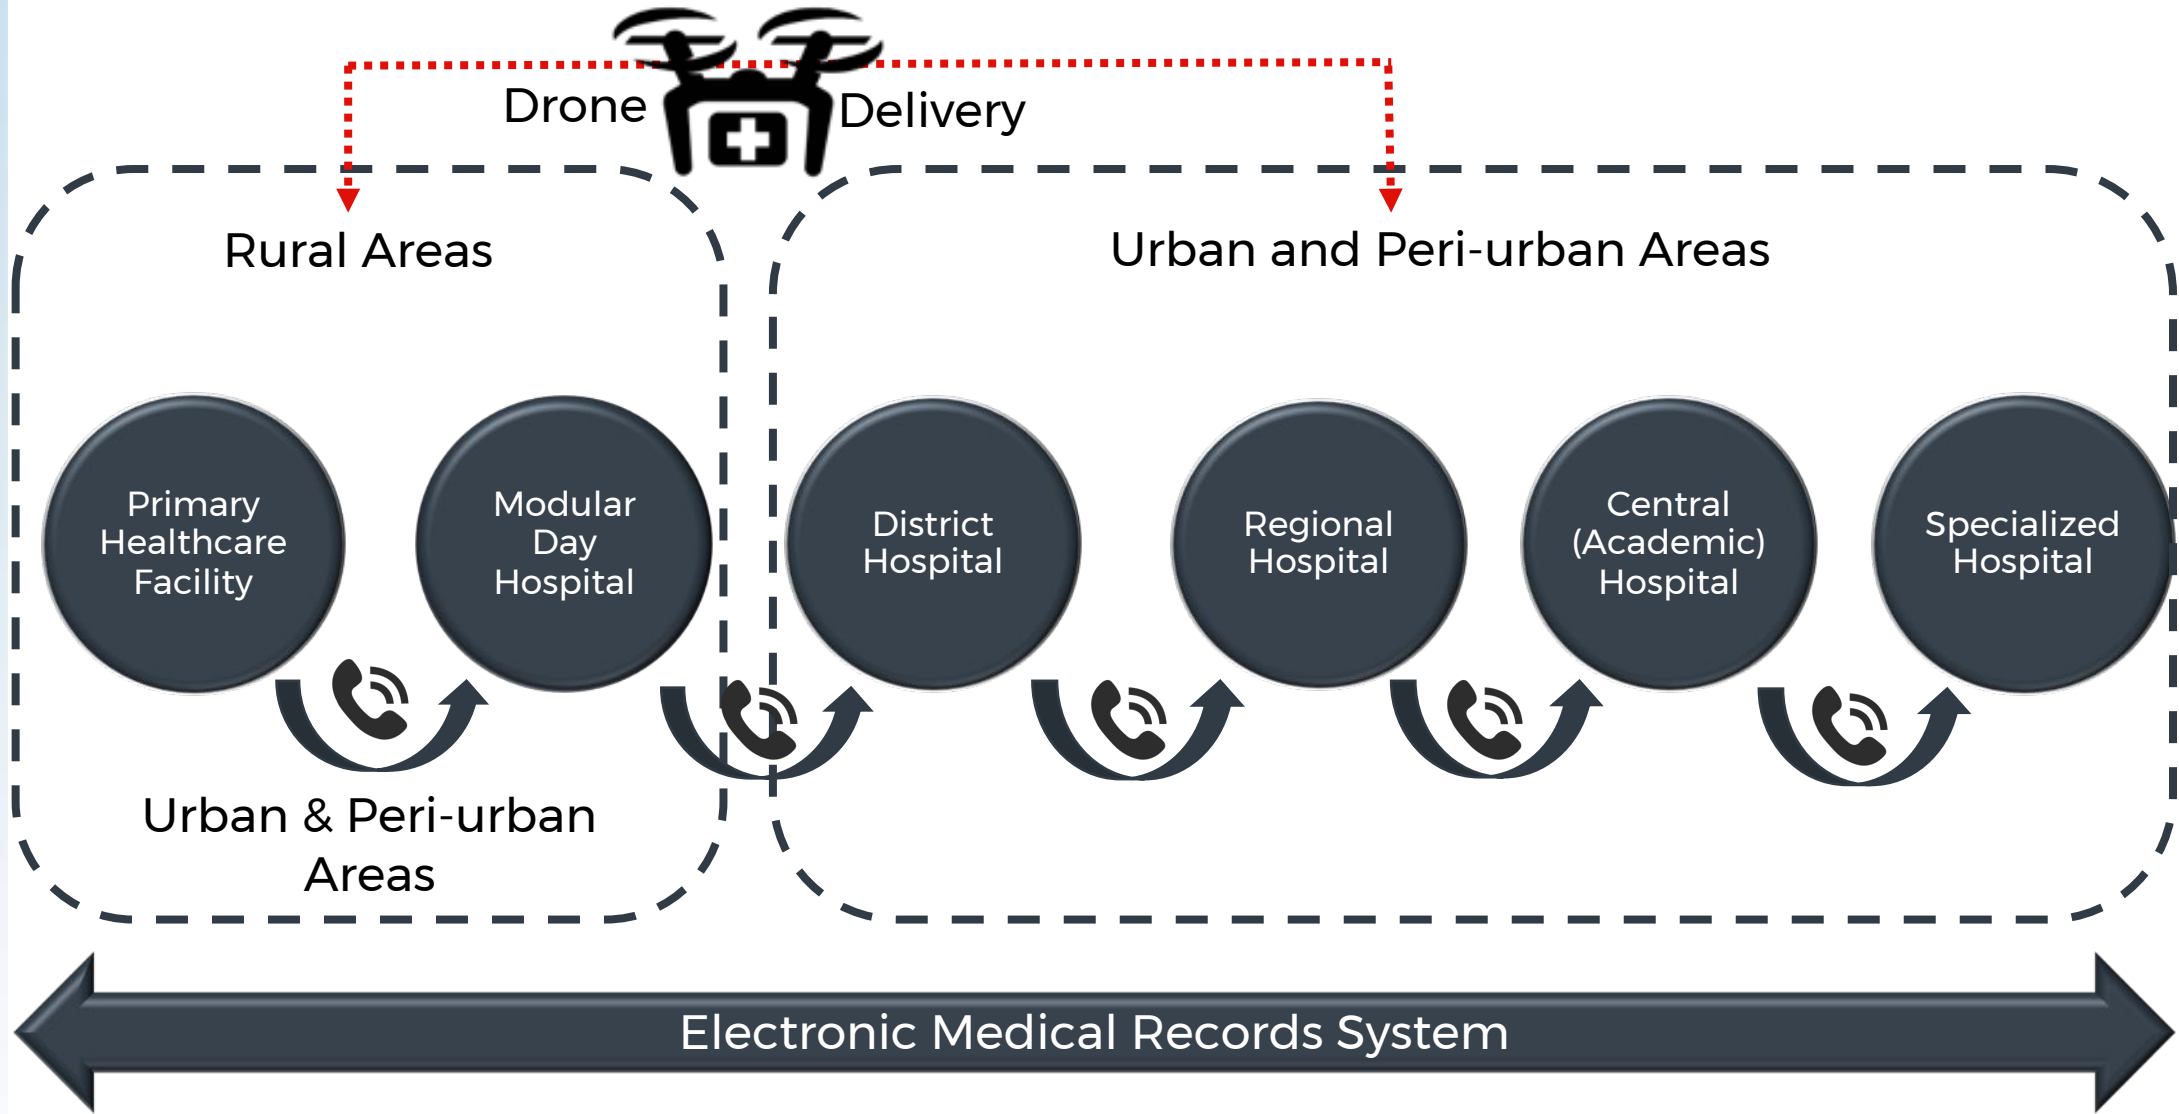 Drone Delivery
Rural Areas
Urban and Peri-urban Areas
Primary
Healthcare
Facility
Modular
Day
Hospital
District
Hospital
Regional
Hospital
Central
(Academic)
Hospital
Specialized
Hospital
Urban & Peri-urban
Areas
Electronic Medical Records System